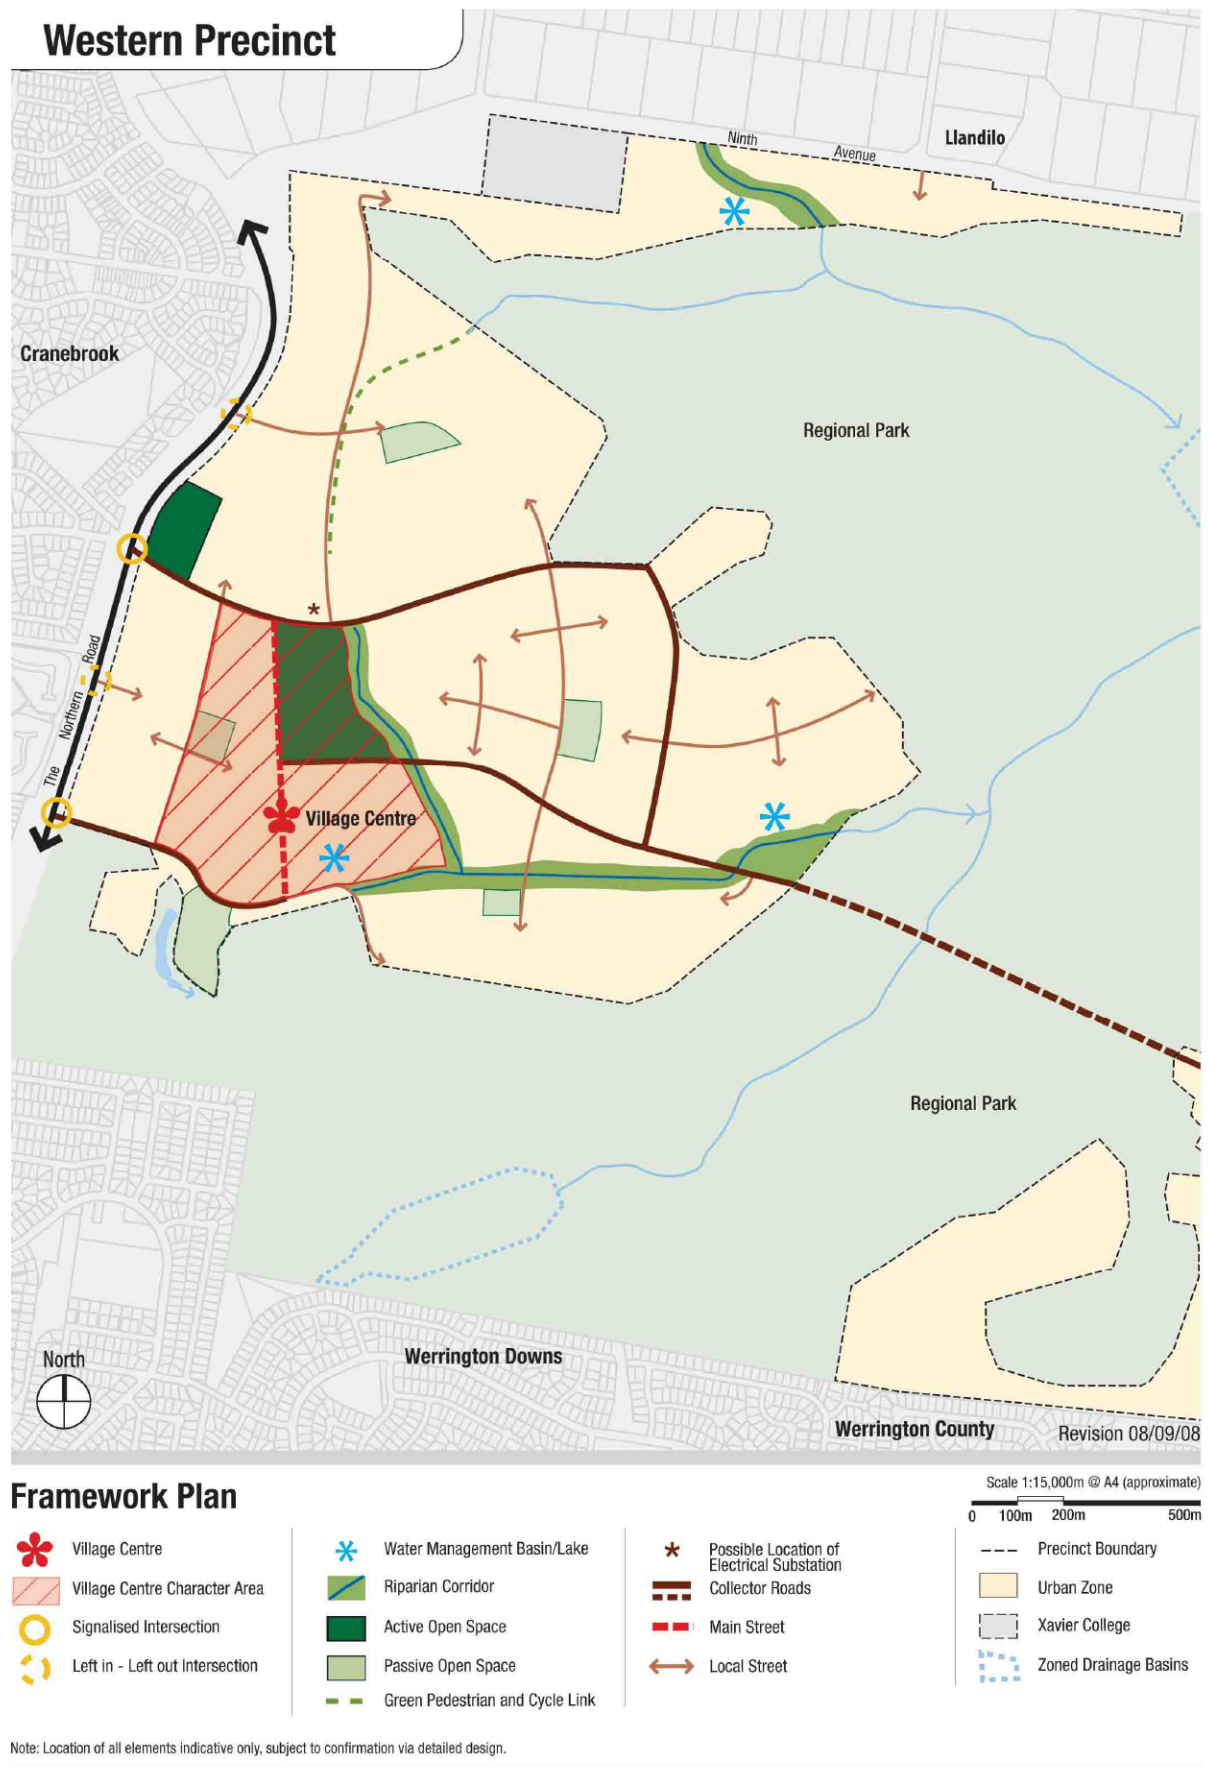 Western Precinct
Ninth
Avenue
Llandilo
Cranebrook
Regional Park
The Northern Road
Village Centre
Regional Park
North
Werrington Downs
Werrington County
Revision 08/09/08
Framework Plan
Scale 1:15,000m @ A4 (approximate)
0 100m 200m 500m
Village Centre
Village Centre Character Area
Signalised Intersection
Left in - Left out Intersection
Water Management Basin/Lake
Riparian Corridor
Active Open Space
Passive Open Space
Green Pedestrian and Cycle Link
Possible Location of
Electrical Substation
Collector Roads
Main Street
Local Street
Precinct Boundary
Urban Zone
Xavier College
Zoned Drainage Basins
Note: Location of all elements indicative only, subject to confirmation via detailed design.